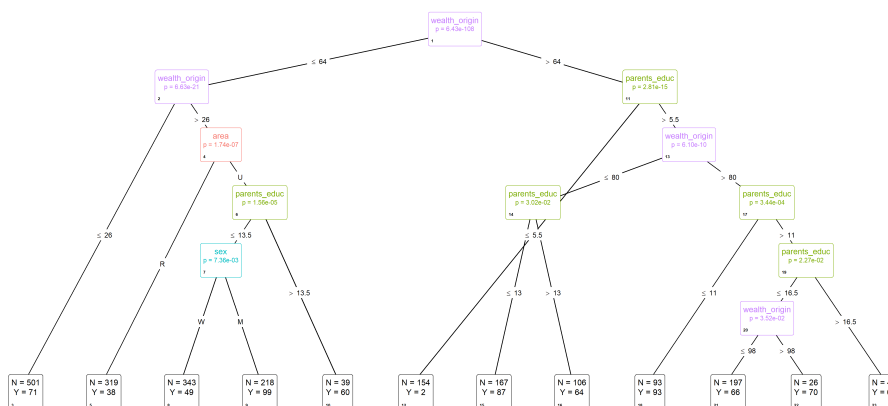 wealth_origin
p = 6.43e-108
1
≤ 64
> 64
wealth_origin
p = 6.63e-21
2
parents_educ
p = 2.81e-15
11
> 26
> 5.5
area
p = 1.74e-07
4
wealth_origin
p = 6.10e-10
13
U
≤ 80
> 80
parents_educ
p = 1.56e-05
6
parents_educ
p = 3.02e-02
14
parents_educ
p = 3.44e-04
17
≤ 26
≤ 13.5
≤ 5.5
> 11
sex
p = 7.36e-03
7
parents_educ
p = 2.27e-02
19
R
> 13.5
≤ 13
> 13
≤ 11
≤ 16.5
wealth_origin
p = 3.52e-02
20
W
M
> 16.5
≤ 98
> 98
N = 501
Y = 71
N = 319
Y = 38
N = 343
Y = 49
N = 218
Y = 99
N = 39
Y = 60
N = 154
Y = 2
N = 167
Y = 87
N = 106
Y = 64
N = 93
Y = 93
N = 197
Y = 66
N = 26
Y = 70